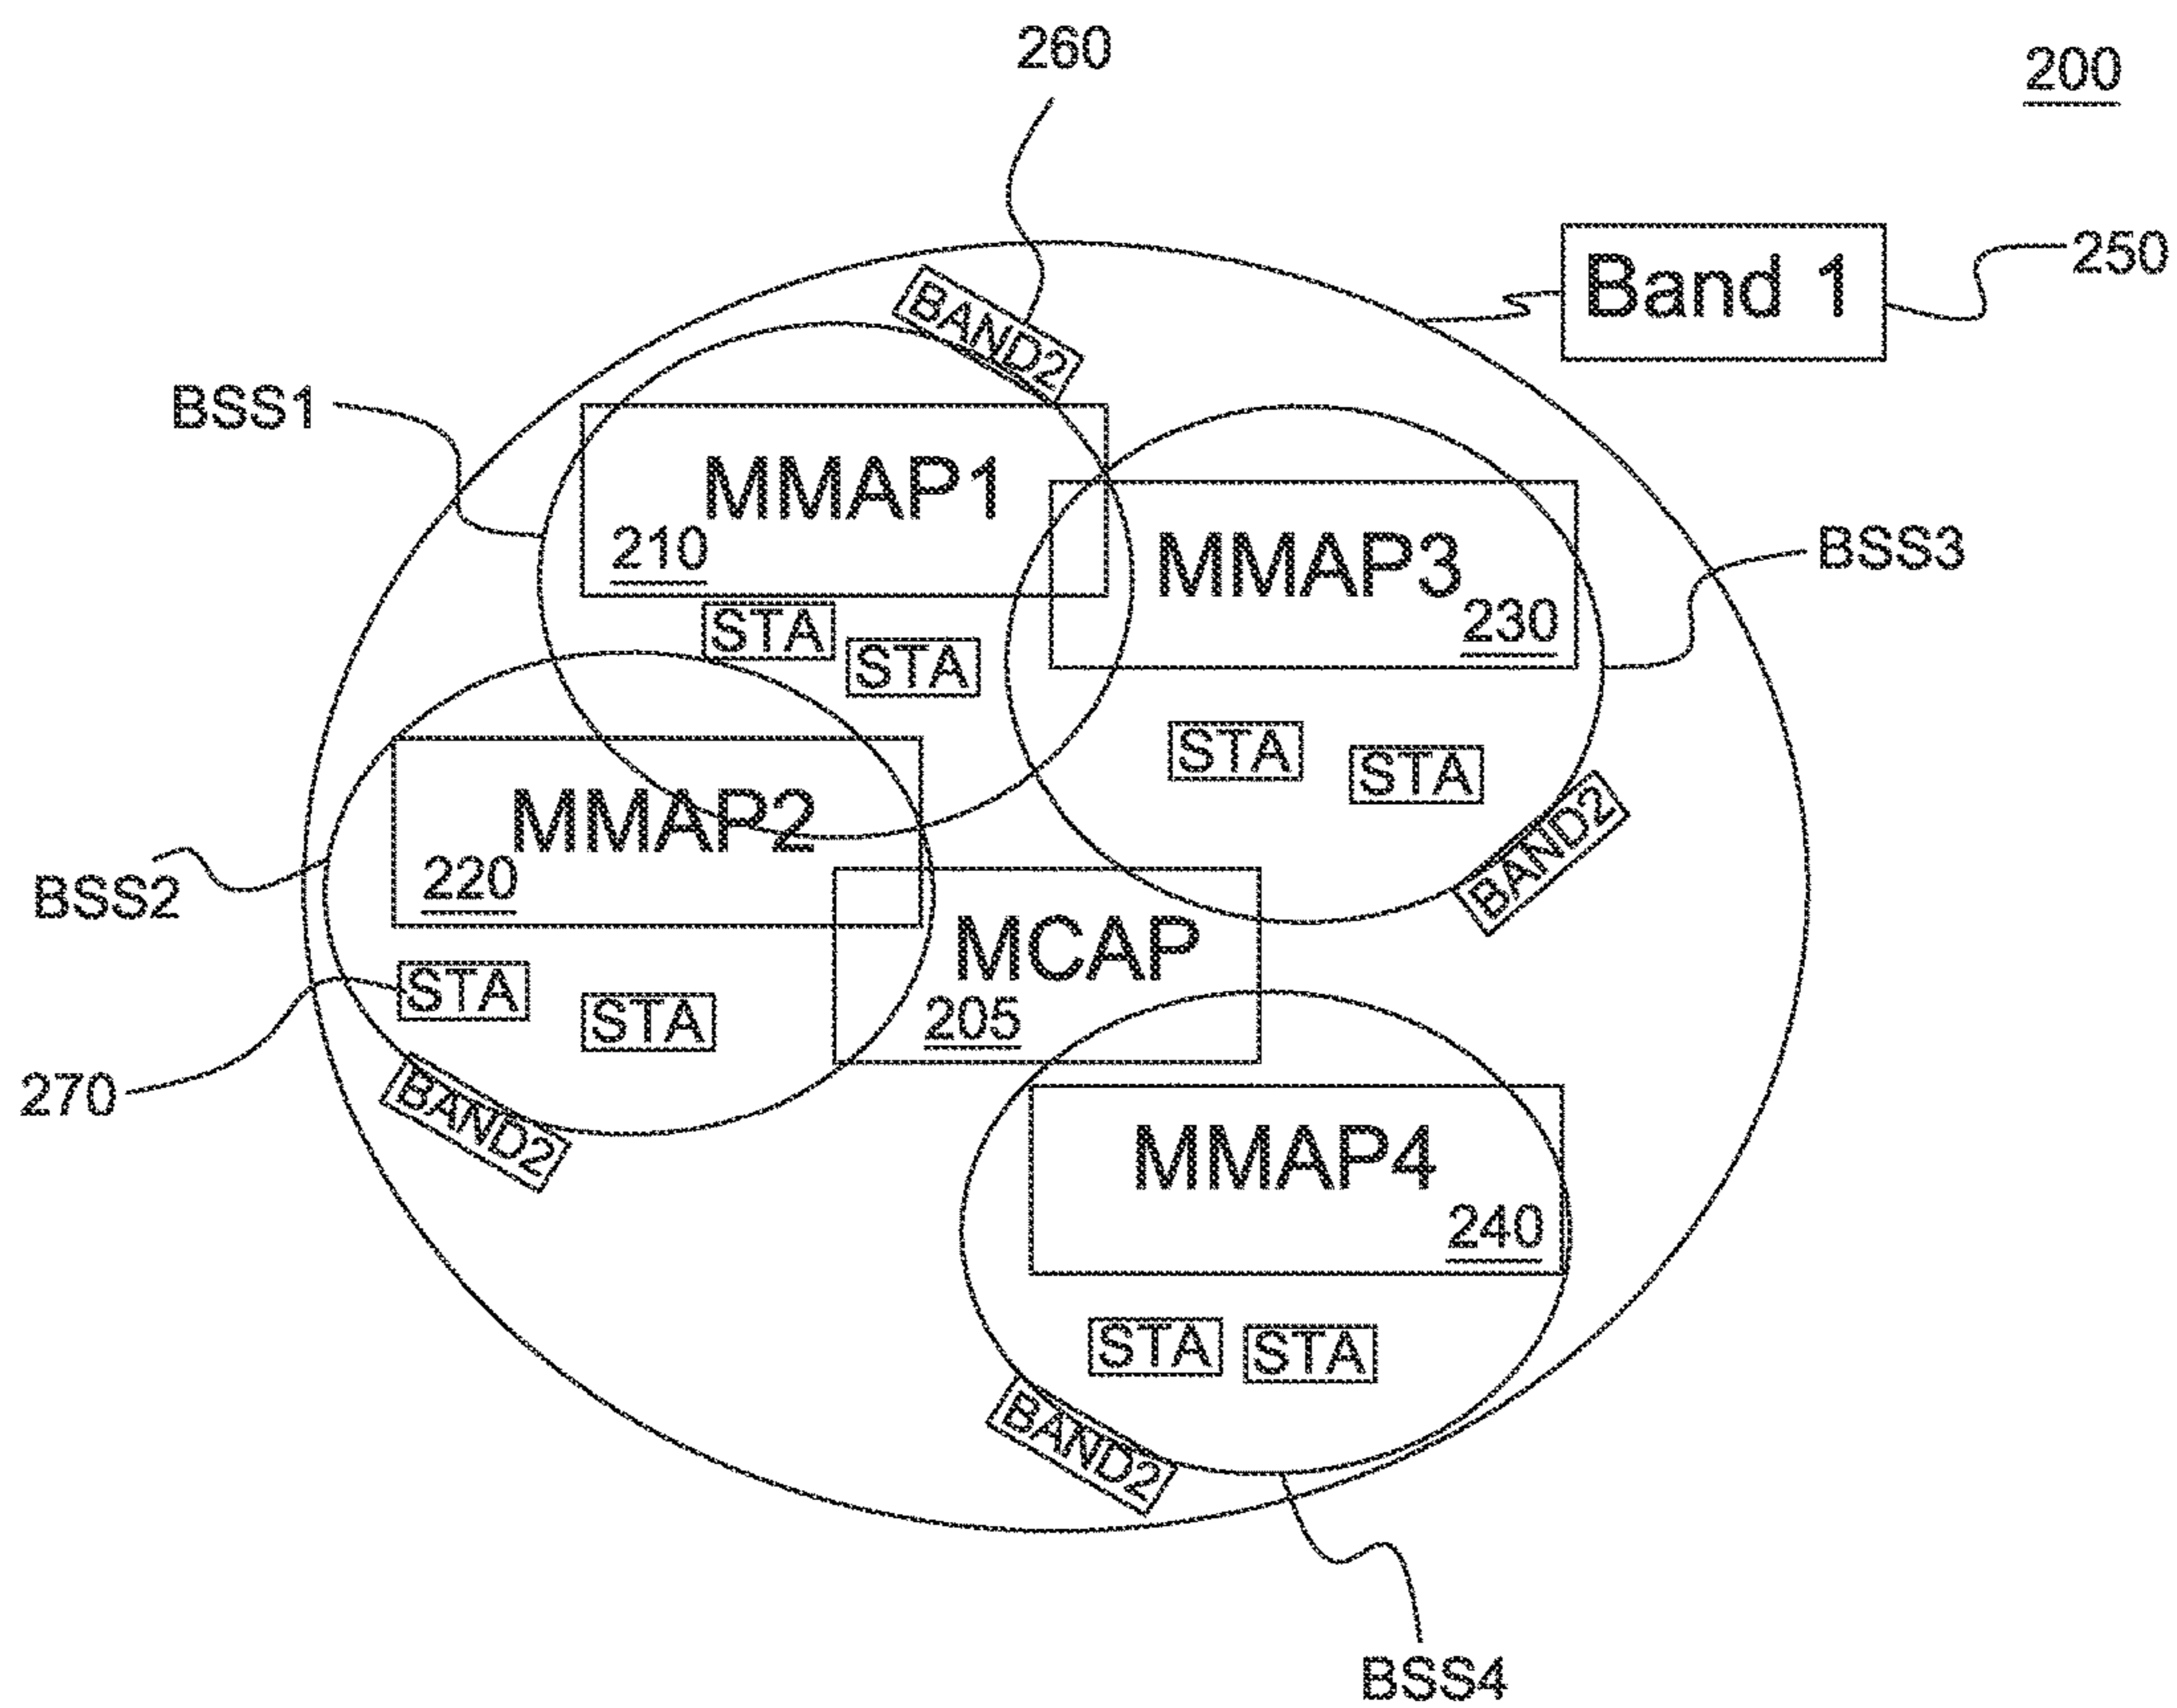 260
200
Band 1
250
BAND2
BSS1
MMAP1
210
MMAP3
230
BSS3
STA
STA
STA
STA
MMAP2
220
BAND2
BSS2
MCAP
205
STA
STA
270
BAND2
MMAP4
240
STA
STA
BAND2
BSS4